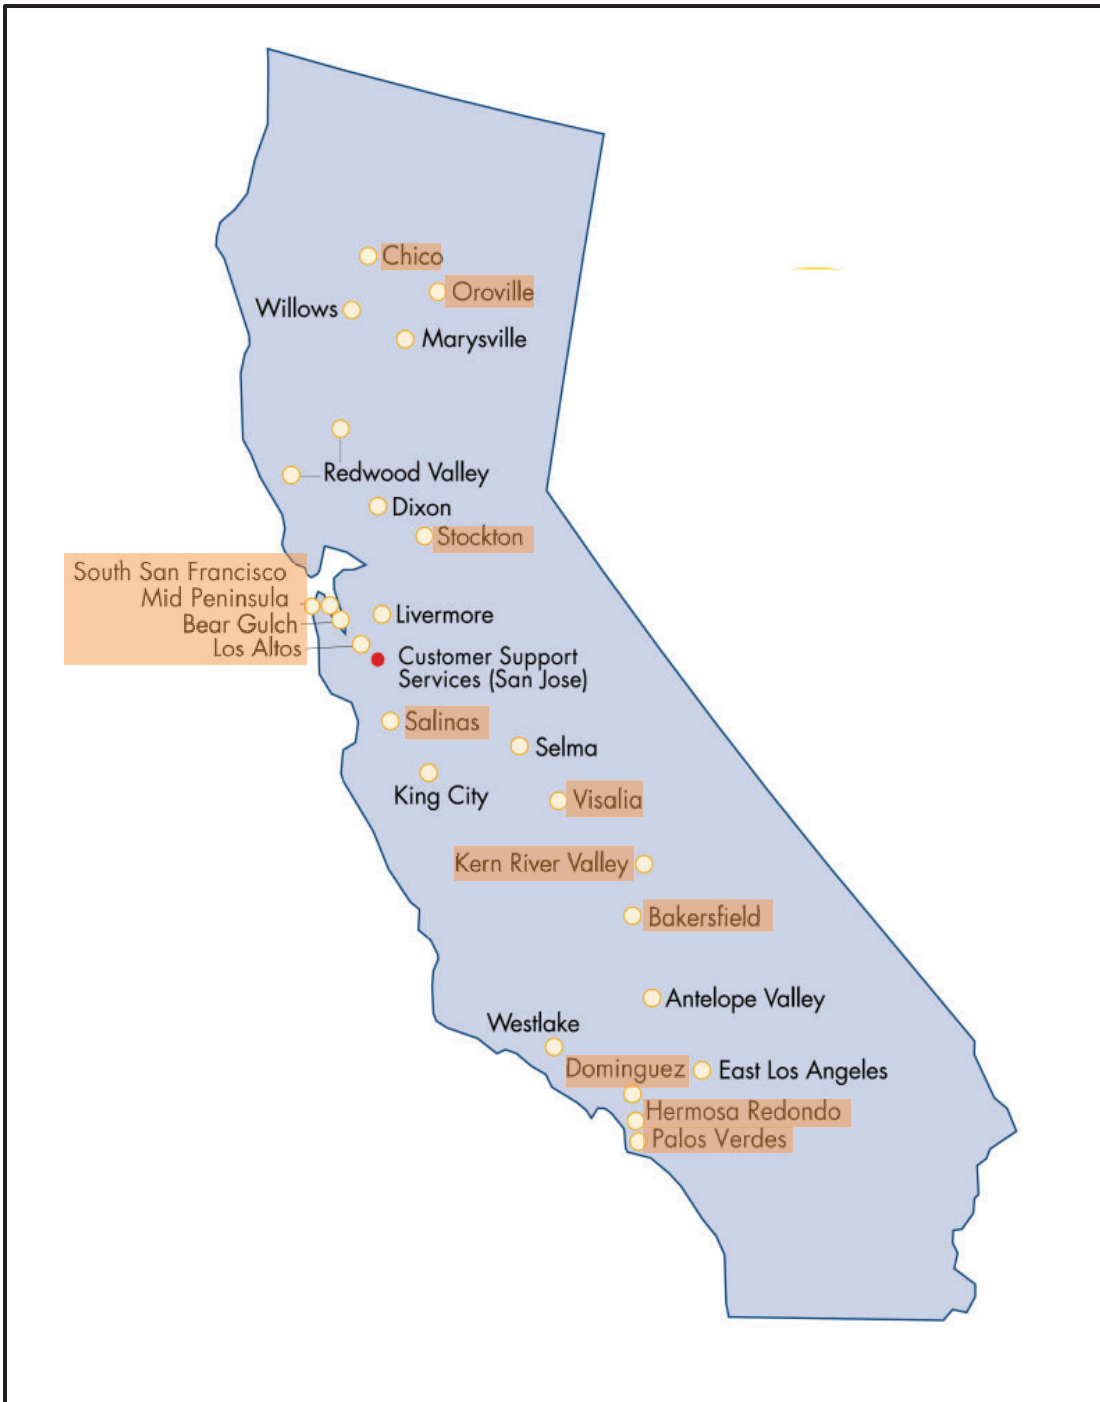 Chico
Oroville
Willows
Marysville
Redwood Valley
Dixon
Stockton
South San Francisco
Mid Peninsula
Bear Gulch
Los Altos
Livermore
Customer Support
Services (San Jose)
Salinas
Selma
King City
Visalia
Kern River Valley
Bakersfield
Antelope Valley
Westlake
Dominguez
East Los Angeles
Hermosa Redondo
Palos Verdes